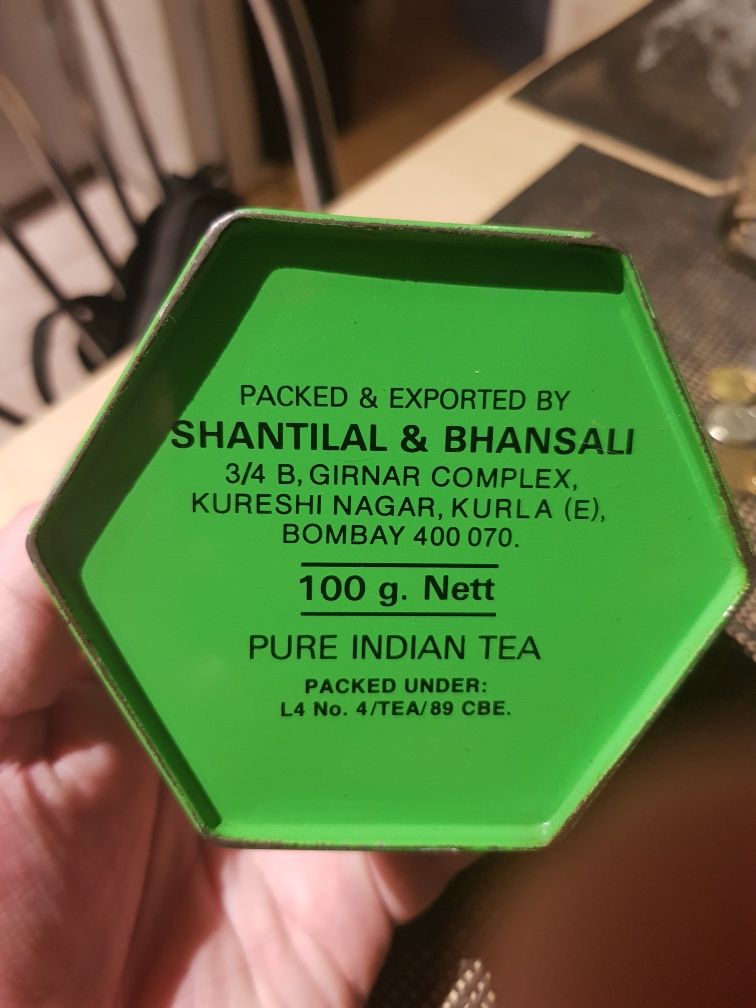 PACKED & EXPORTED BY
SHANTILAL & BHANSALI
3/4 B, GIRNAR COMPLEX,
KURESHI NAGAR, KURLA (E),
BOMBAY 400 070.
100 g. Nett
PURE INDIAN TEA
PACKED UNDER:
L4 No. 4/TEA/89 CBE.